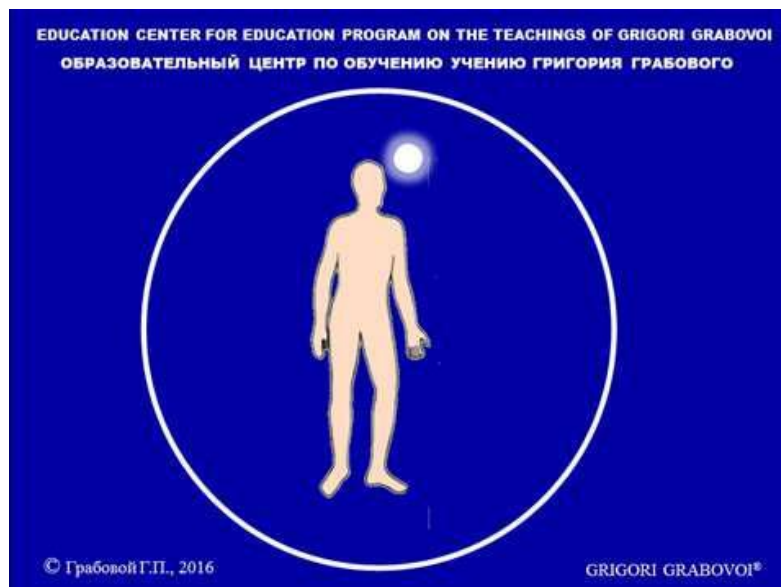 EDUCATION CENTER FOR EDUCATION PROGRAM ON THE TEACHINGS OF GRIGORI GRABOVOI
ОБРАЗОВАТЕЛЬНЫЙ ЦЕНТР ПО ОБУЧЕНИЮ УЧЕНИЮ ГРИГОРИЯ ГРАБОВОГО
© Грабовой Г.П., 2016
GRIGORI GRABOVOI®